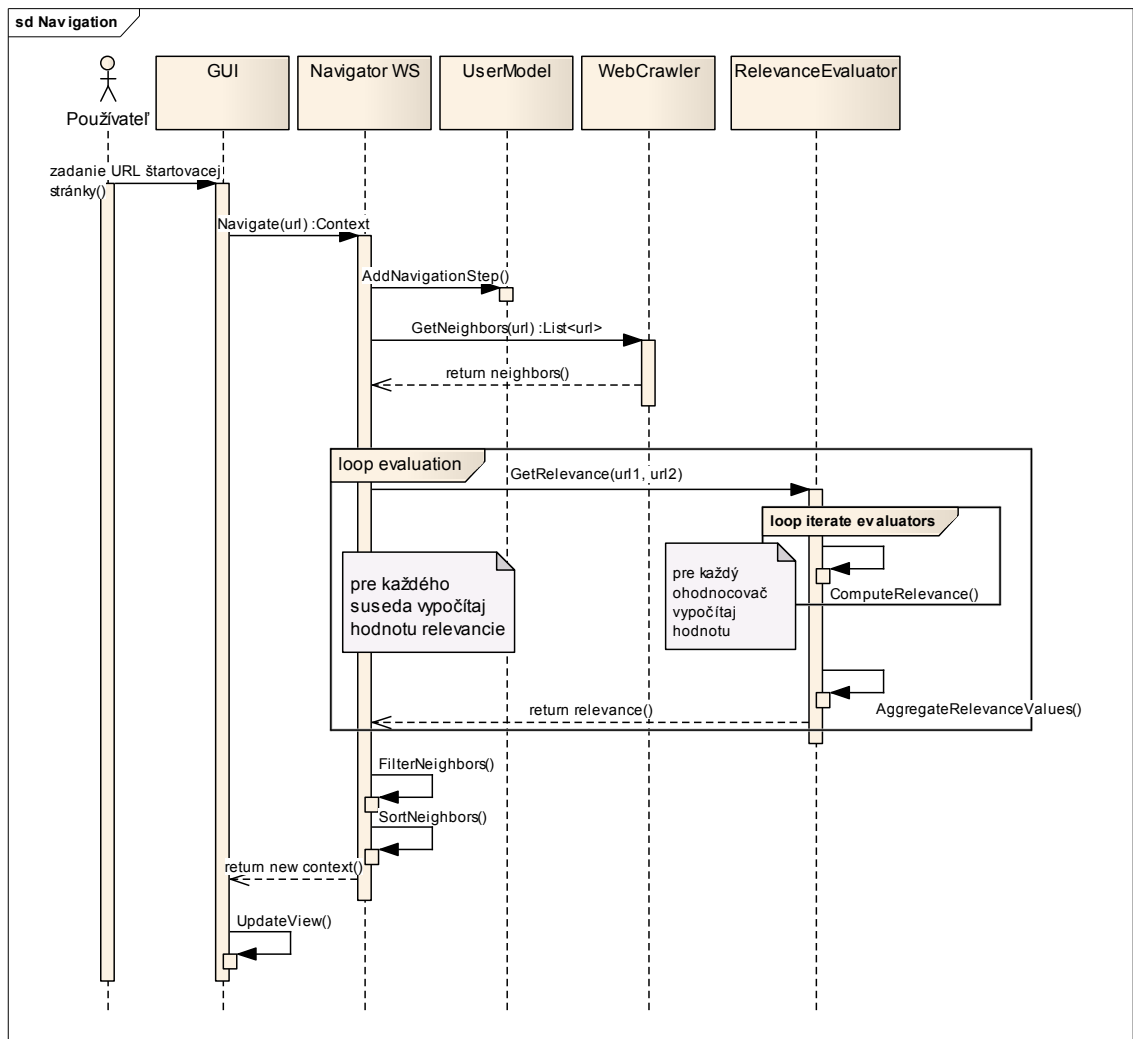 sd Navigation
Používateľ
GUI
Navigator WS
UserModel
WebCrawler
RelevanceEvaluator
zadanie URL štartovacej
stránky()
Navigate(url) :Context
AddNavigationStep()
GetNeighbors(url) :List<url>
return neighbors()
loop evaluation
GetRelevance(url1, url2)
loop iterate evaluators
pre každého
suseda vypočítaj
hodnotu relevancie
pre každý
ohodnocovač
vypočítaj
hodnotu
ComputeRelevance()
AggregateRelevanceValues()
return relevance()
FilterNeighbors()
SortNeighbors()
return new context()
UpdateView()